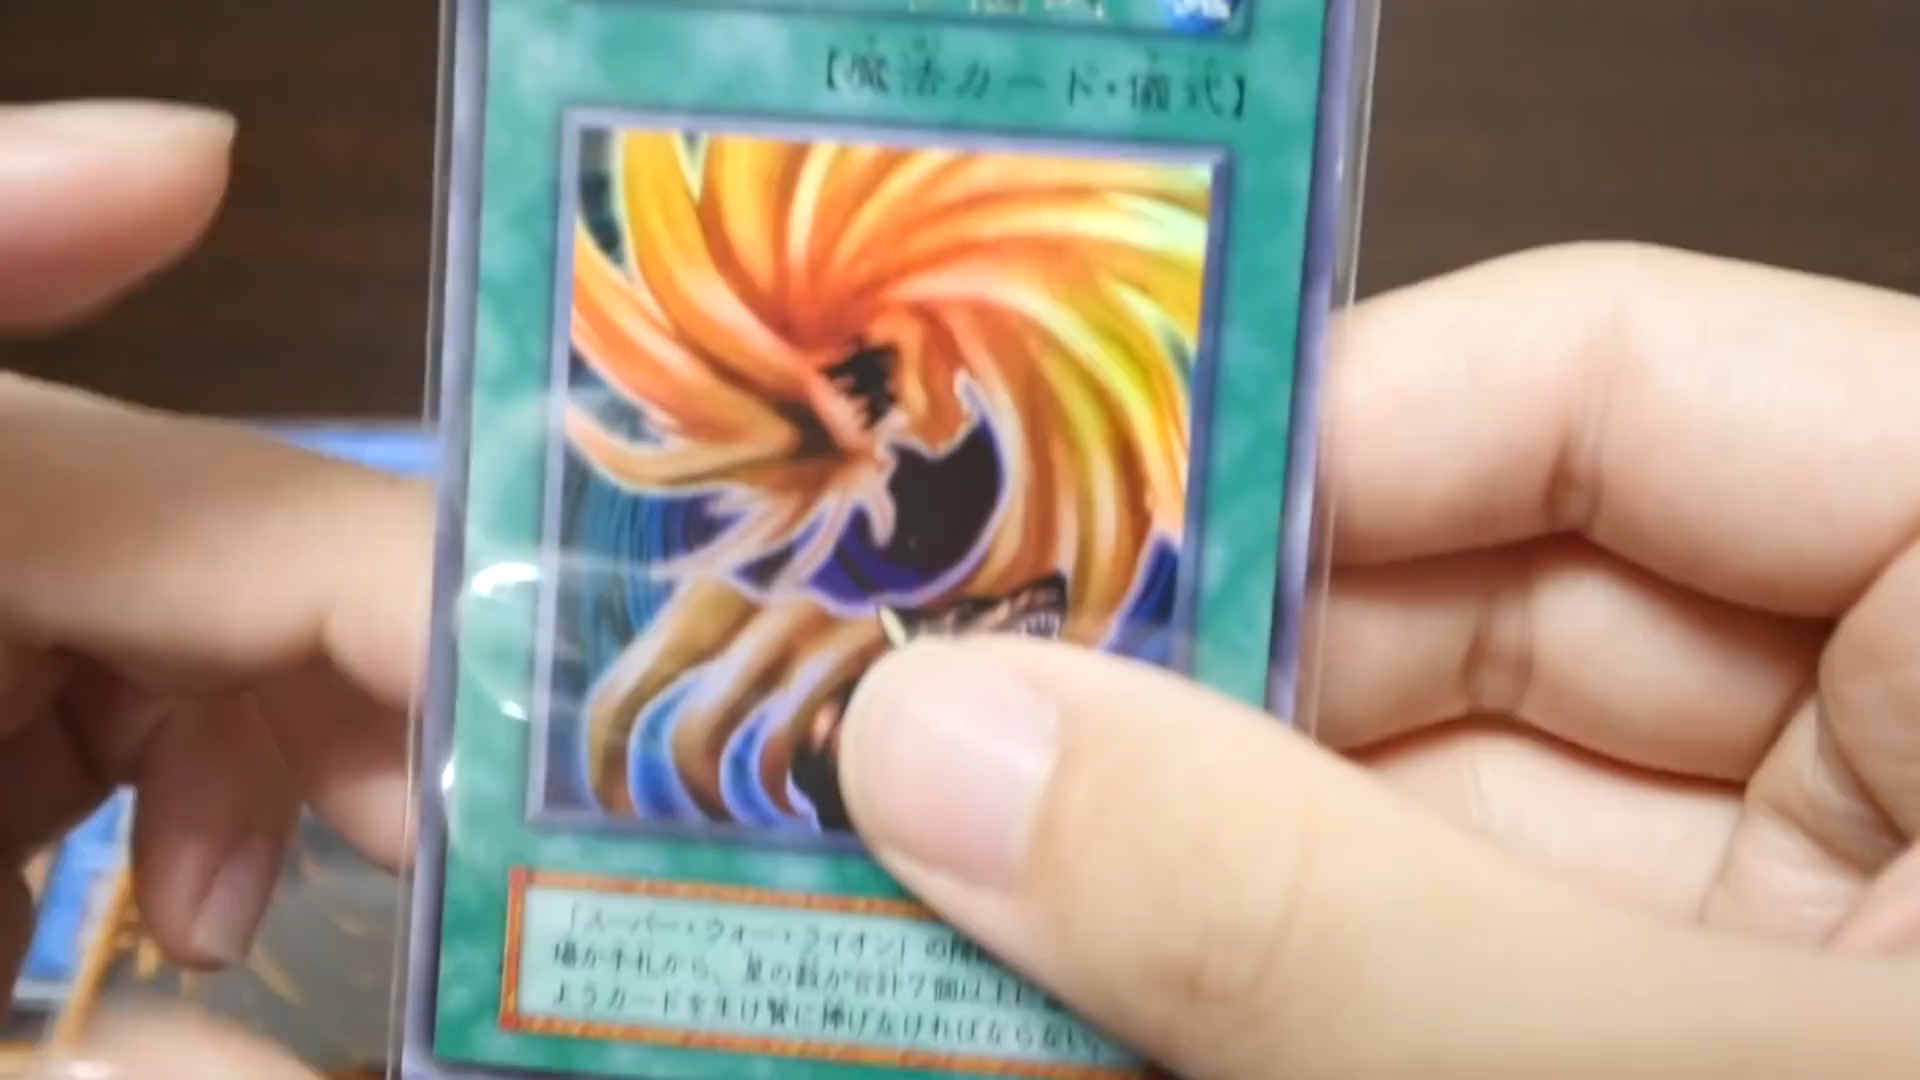 【魔法カード・儀式】
「スーパー・ウォー・ライオン」の降
場か手札から、星の数が合計7個以上に
ようカードを生け贄に捧げなければならない。